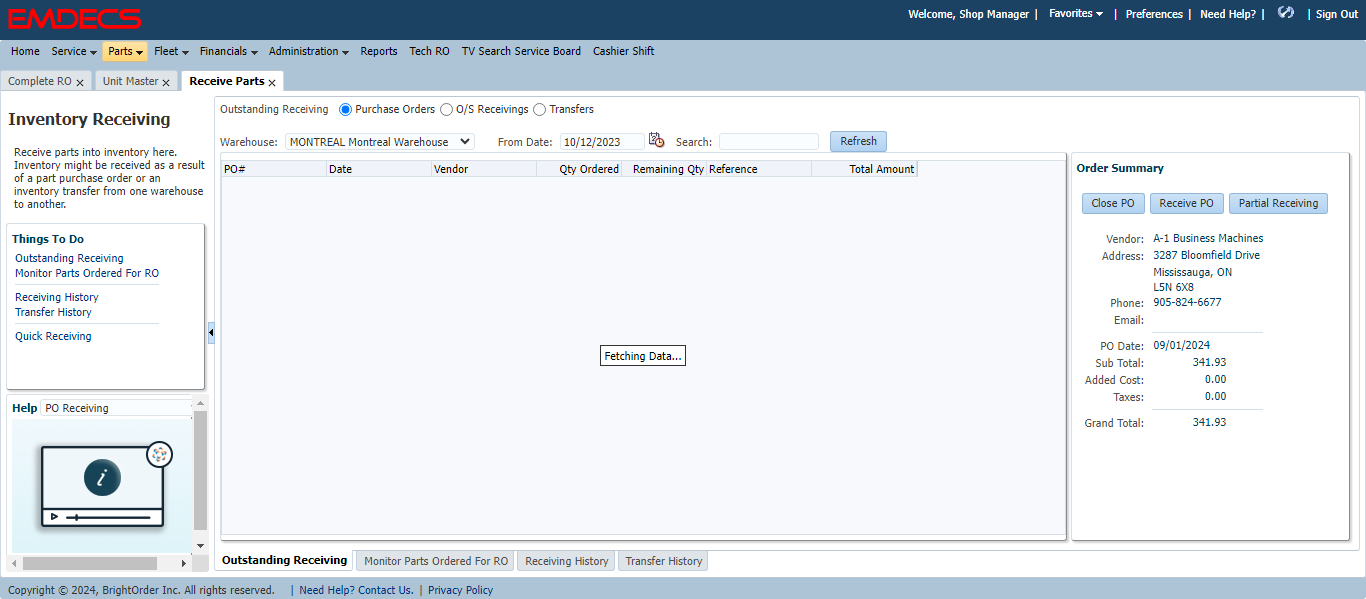 EMDECS
Welcome, Shop Manager | Favorites | Preferences | Need Help? | | Sign Out
Home Service Parts Fleet Financials Administration Reports Tech RO TV Search Service Board Cashier Shift
Complete RO x Unit Master x Receive Parts x
Inventory Receiving
Receive parts into inventory here.
Inventory might be received as a result
of a part purchase order or an
inventory transfer from one warehouse
to another.
Things To Do
Outstanding Receiving
Monitor Parts Ordered For RO
Receiving History
Transfer History
Quick Receiving
Help PO Receiving
i
Outstanding Receiving Purchase Orders O/S Receivings Transfers
Warehouse: MONTREAL Montreal Warehouse From Date: 10/12/2023 Search: Refresh
PO# Date Vendor Qty Ordered Remaining Qty Reference Total Amount
Fetching Data...
Order Summary
Close PO Receive PO Partial Receiving
Vendor: A-1 Business Machines
Address: 3287 Bloomfield Drive
Mississauga, ON
L5N 6X8
Phone: 905-824-6677
Email:
PO Date: 09/01/2024
Sub Total: 341.93
Added Cost: 0.00
Taxes: 0.00
Grand Total: 341.93
Outstanding Receiving Monitor Parts Ordered For RO Receiving History Transfer History
Copyright © 2024, BrightOrder Inc. All rights reserved. | Need Help? Contact Us. | Privacy Policy